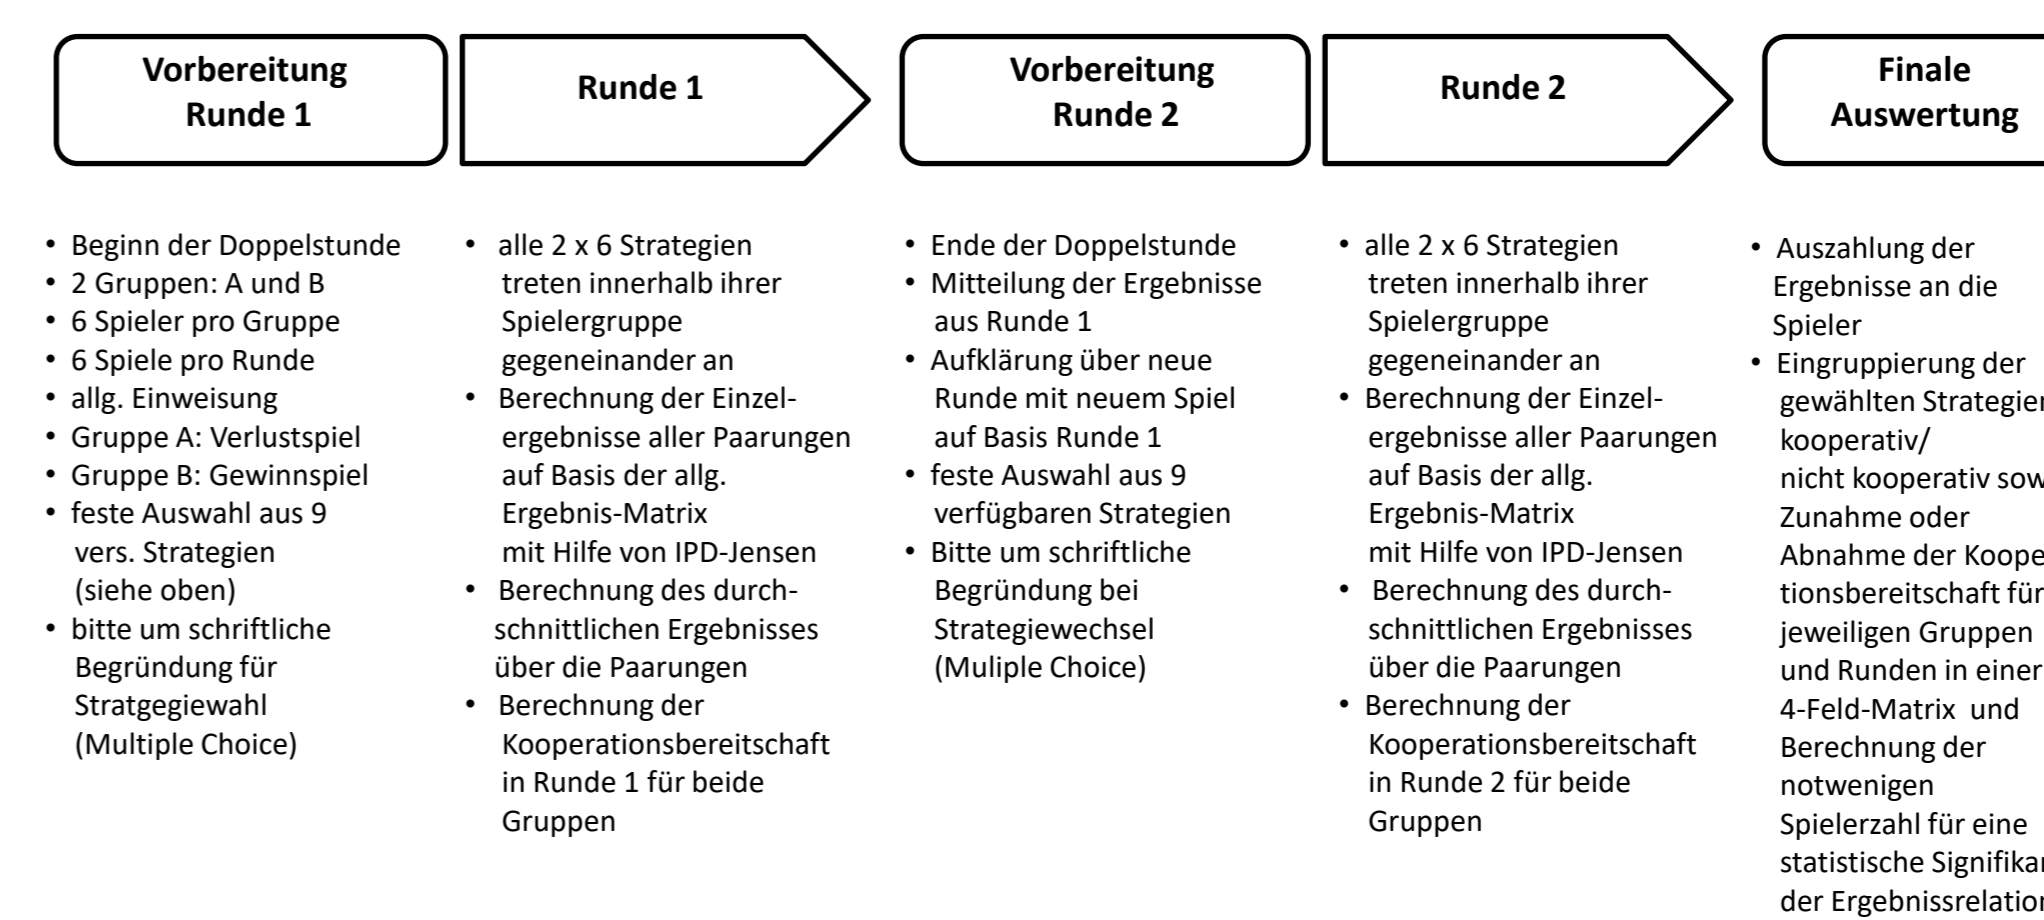 Vorbereitung
Runde 1
Runde 1
Vorbereitung
Runde 2
Runde 2
Finale
Auswertung
• Beginn der Doppelstunde
• 2 Gruppen: A und B
• 6 Spieler pro Gruppe
• 6 Spiele pro Runde
• allg. Einweisung
• Gruppe A: Verlustspiel
• Gruppe B: Gewinnspiel
• feste Auswahl aus 9
vers. Strategien
(siehe oben)
• bitte um schriftliche
Begründung für
Stratgegiewahl
(Multiple Choice)
• alle 2 x 6 Strategien
treten innerhalb ihrer
Spielergruppe
gegeneinander an
• Berechnung der Einzel-
ergebnisse aller Paarungen
auf Basis der allg.
Ergebnis-Matrix
mit Hilfe von IPD-Jensen
• Berechnung des durch-
schnittlichen Ergebnisses
über die Paarungen
• Berechnung der
Kooperationsbereitschaft
in Runde 1 für beide
Gruppen
• Ende der Doppelstunde
• Mitteilung der Ergebnisse
aus Runde 1
• Aufklärung über neue
Runde mit neuem Spiel
auf Basis Runde 1
• feste Auswahl aus 9
verfügbaren Strategien
• Bitte um schriftliche
Begründung bei
Strategiewechsel
(Muliple Choice)
• alle 2 x 6 Strategien
treten innerhalb ihrer
Spielergruppe
gegeneinander an
• Berechnung der Einzel-
ergebnisse aller Paarungen
auf Basis der allg.
Ergebnis-Matrix
mit Hilfe von IPD-Jensen
• Berechnung des durch-
schnittlichen Ergebnisses
über die Paarungen
• Berechnung der
Kooperationsbereitschaft
in Runde 2 für beide
Gruppen
• Auszahlung der
Ergebnisse an die
Spieler
• Eingruppierung der
gewählten
kooperativ/
nicht kooperativ
Zunahme oder
Abnahme der
tionsbereitschaft für
jeweiligen Gruppen
und Runden in einer
4-Feld-Matrix und
Berechnung der
notwenigen
Spielerzahl für eine
statistische
der